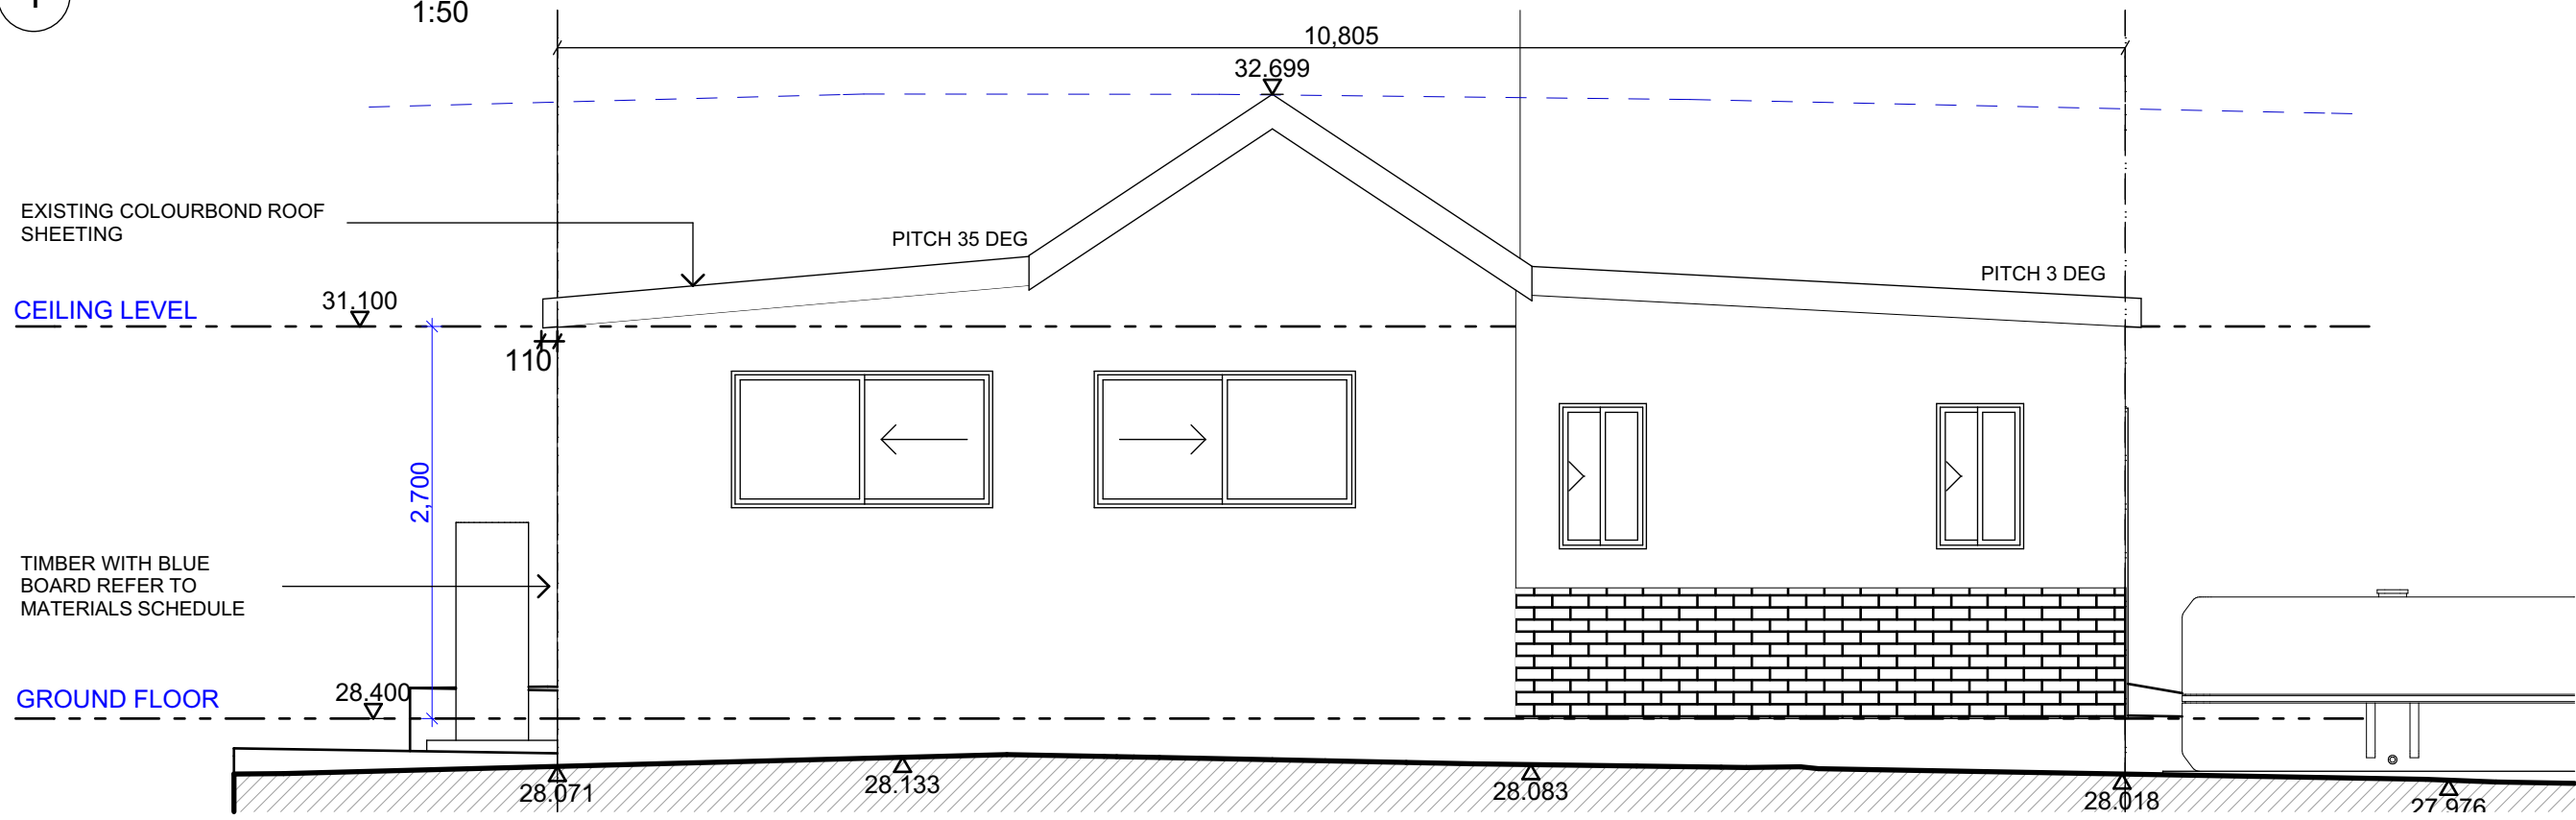 1:50
10,805
32.699
EXISTING COLOURBOND ROOF
SHEETING
PITCH 35 DEG
PITCH 3 DEG
CEILING LEVEL
31.100
110
2,700
TIMBER WITH BLUE
BOARD REFER TO
MATERIALS SCHEDULE
GROUND FLOOR
28.400
28.071
28.133
28.083
28.018
27.976